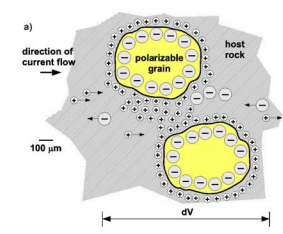 a)
direction of
current flow
polarizable
grain
host
rock
100 μm
dV